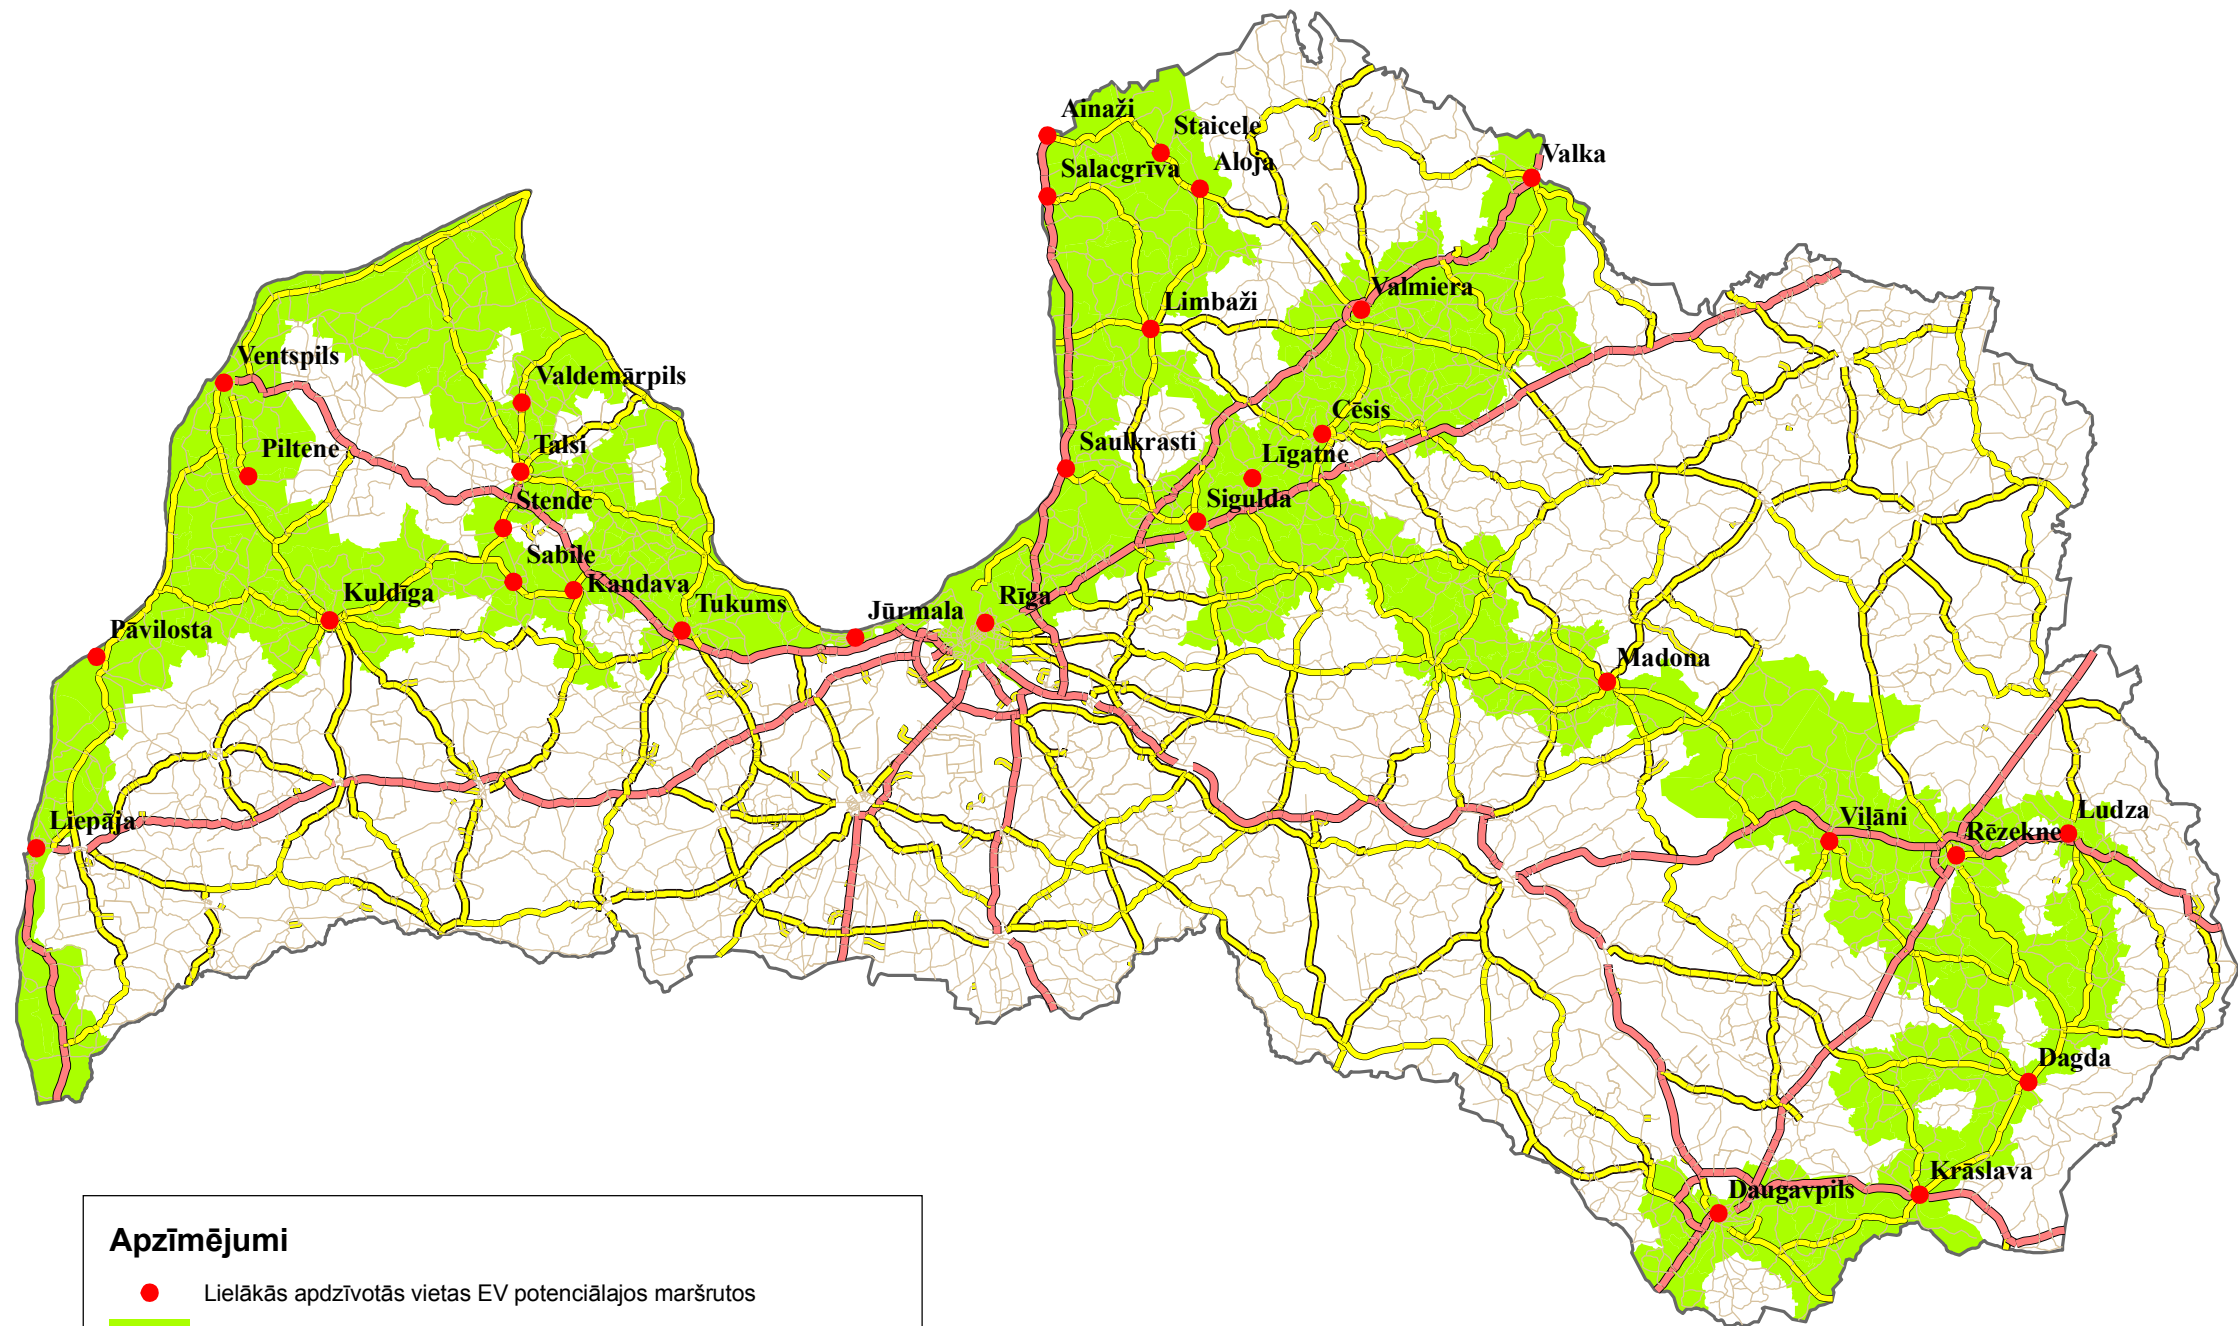 Ainaži
Staicele
Salacgrīva
Aloja
Valka
Limbaži
Valmiera
Ventspils
Valdemārpils
Cēsis
Talsi
Saulkrasti
Piltene
Līgatne
Stende
Sigulda
Sabile
Kuldīga
Kandava
Tukums
Jūrmala
Rīga
Pāvilosta
Madona
Liepāja
Viļāni
Rēzekne
Ludza
Dagda
Krāslava
Daugavpils
Apzīmējumi
Lielākās apdzīvotās vietas EV potenciālajos maršrutos